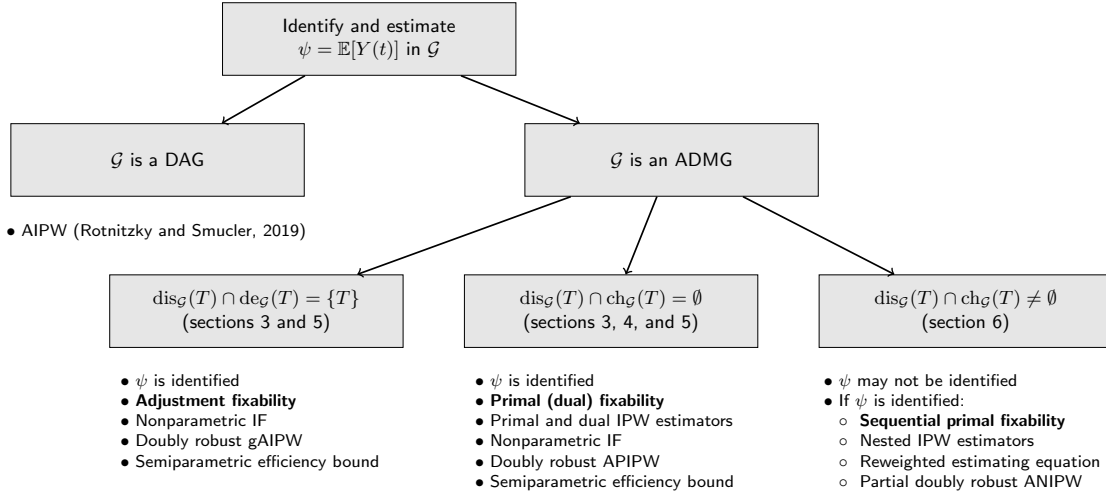 Identify and estimate
ψ = 𝔼[Y(t)] in 𝒢
𝒢 is a DAG
𝒢 is an ADMG
• AIPW (Rotnitzky and Smucler, 2019)
dis𝒢(T) ∩ de𝒢(T) = {T}
(sections 3 and 5)
dis𝒢(T) ∩ ch𝒢(T) = ∅
(sections 3, 4, and 5)
dis𝒢(T) ∩ ch𝒢(T) ≠ ∅
(section 6)
• ψ is identified
• Adjustment fixability
• Nonparametric IF
• Doubly robust gAIPW
• Semiparametric efficiency bound
• ψ is identified
• Primal (dual) fixability
• Primal and dual IPW estimators
• Nonparametric IF
• Doubly robust APIPW
• Semiparametric efficiency bound
• ψ may not be identified
• If ψ is identified:
○ Sequential primal fixability
○ Nested IPW estimators
○ Reweighted estimating equation
○ Partial doubly robust ANIPW